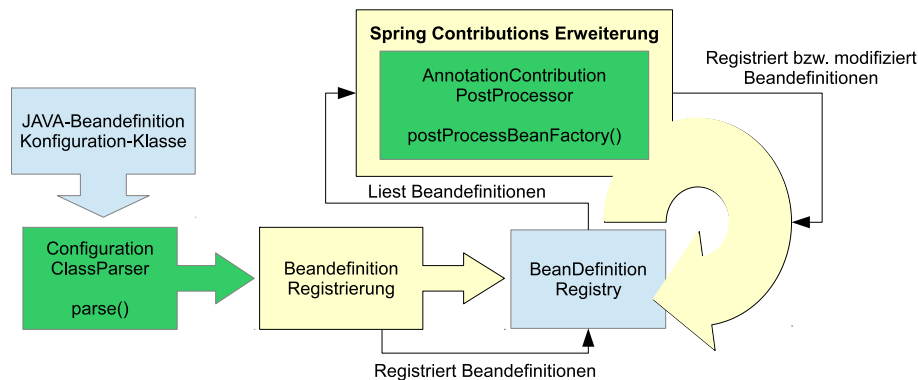 Spring Contributions Erweiterung
AnnotationContribution
PostProcessor
postProcessBeanFactory()
Registriert bzw. modifiziert
Beandefinitionen
JAVA-Beandefinition
Konfiguration-Klasse
Liest Beandefinitionen
Configuration
ClassParser
parse()
Beandefinition
Registrierung
BeanDefinition
Registry
Registriert Beandefinitionen